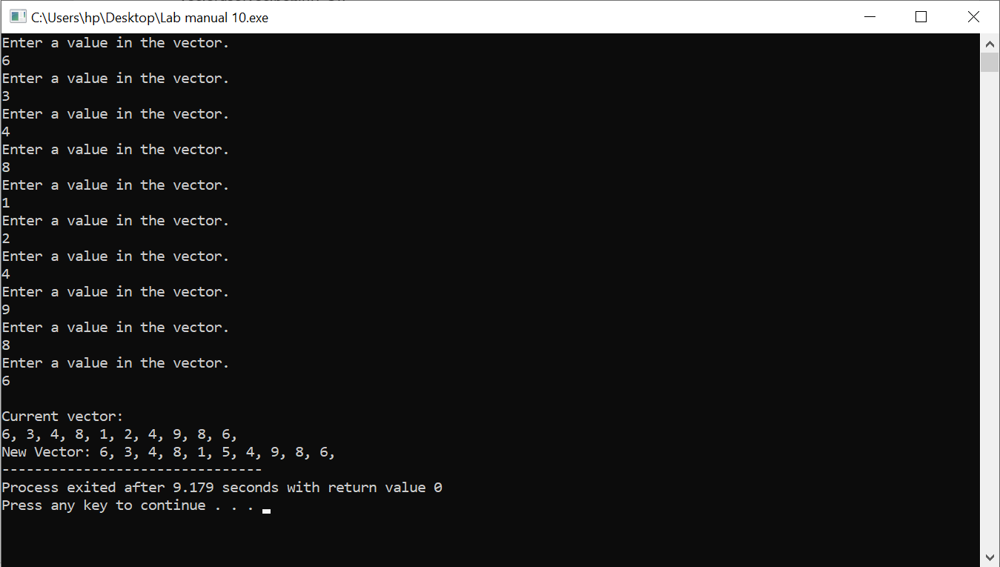 C:\Users\hp\Desktop\Lab manual 10.exe
Enter a value in the vector.
6
Enter a value in the vector.
3
Enter a value in the vector.
4
Enter a value in the vector.
8
Enter a value in the vector.
1
Enter a value in the vector.
2
Enter a value in the vector.
4
Enter a value in the vector.
9
Enter a value in the vector.
8
Enter a value in the vector.
6
Current vector:
6, 3, 4, 8, 1, 2, 4, 9, 8, 6,
New Vector: 6, 3, 4, 8, 1, 5, 4, 9, 8, 6,
--------------------------------
Process exited after 9.179 seconds with return value 0
Press any key to continue . . .